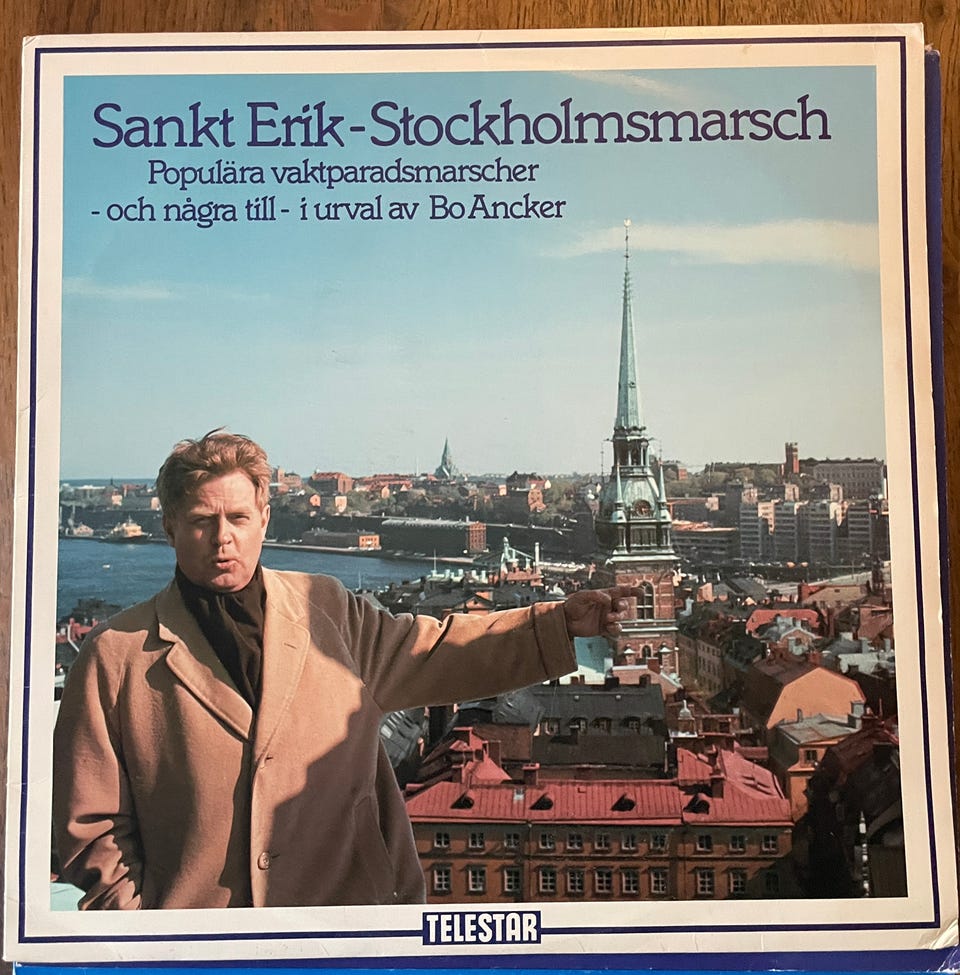 Sankt Erik-Stockholmsmarsch
Populära vaktparadsmarscher
- och några till - i urval av Bo Ancker
TELESTAR